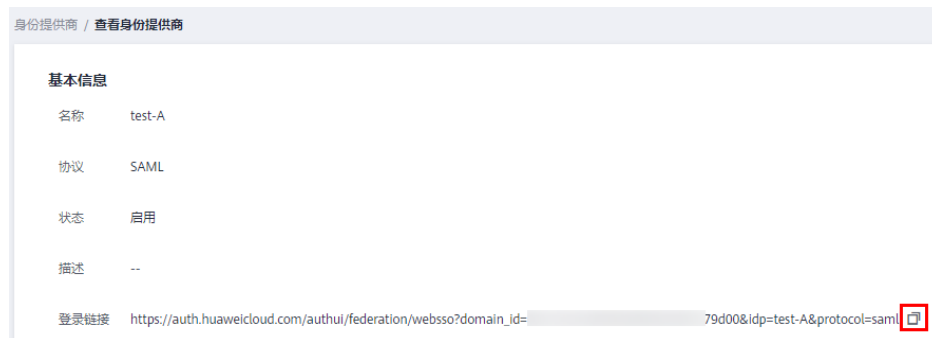 身份提供商 / 查看身份提供商
基本信息
名称 test-A
协议 SAML
状态 启用
描述 --
登录链接 https://auth.huaweicloud.com/authui/federation/websso?domain_id= 79d00&idp=test-A&protocol=saml